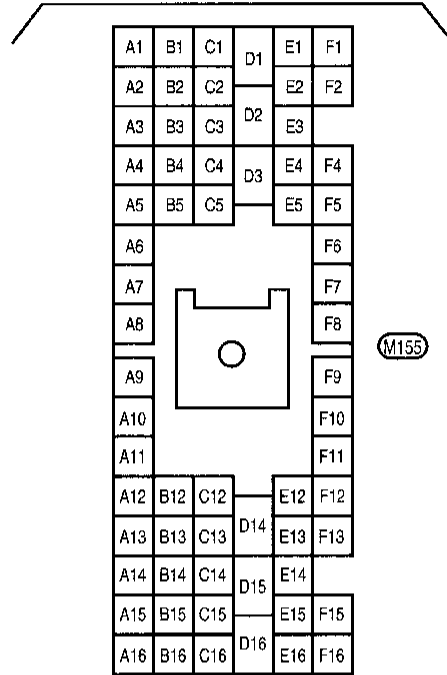 A1 B1 C1 D1 E1 F1
A2 B2 C2 E2 F2
A3 B3 C3 D2 E3
A4 B4 C4 D3 E4 F4
A5 B5 C5 E5 F5
A6 F6
A7 F7
A8 F8
M155
A9 F9
A10 F10
A11 F11
A12 B12 C12 E12 F12
A13 B13 C13 D14 E13 F13
A14 B14 C14 D15 E14
A15 B15 C15 E15 F15
A16 B16 C16 D16 E16 F16